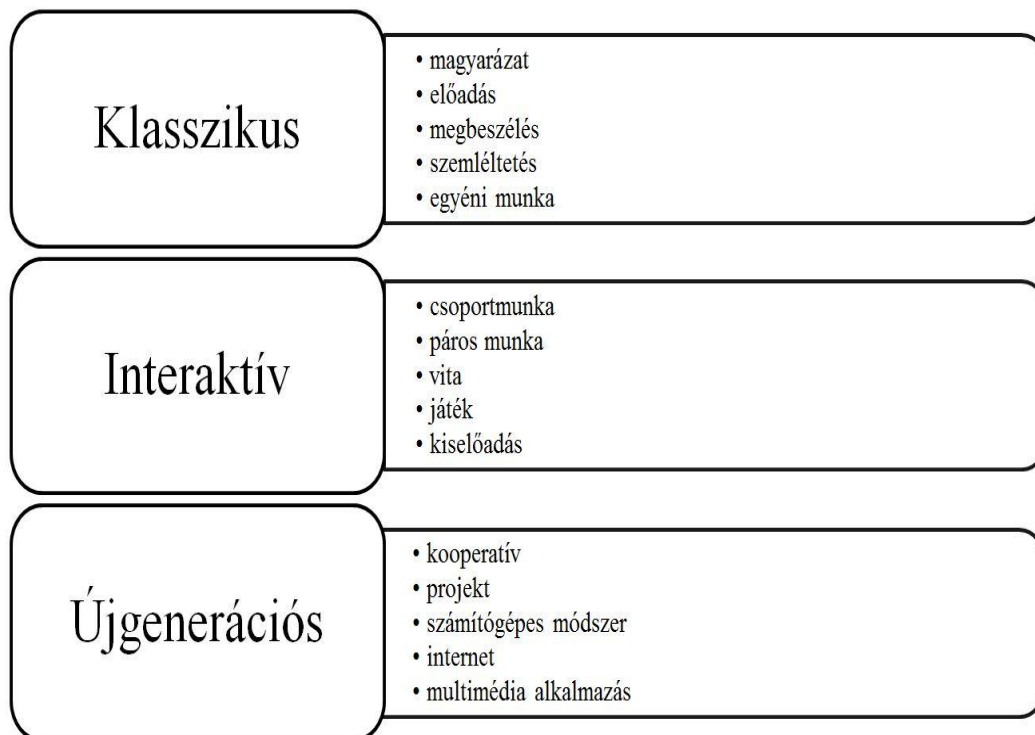 Klasszikus
• magyarázat
• előadás
• megbeszélés
• szemléltetés
• egyéni munka
Interaktív
• csoportmunka
• páros munka
• vita
• játék
• kiselőadás
Újgenerációs
• kooperatív
• projekt
• számítógépes módszer
• internet
• multimédia alkalmazás